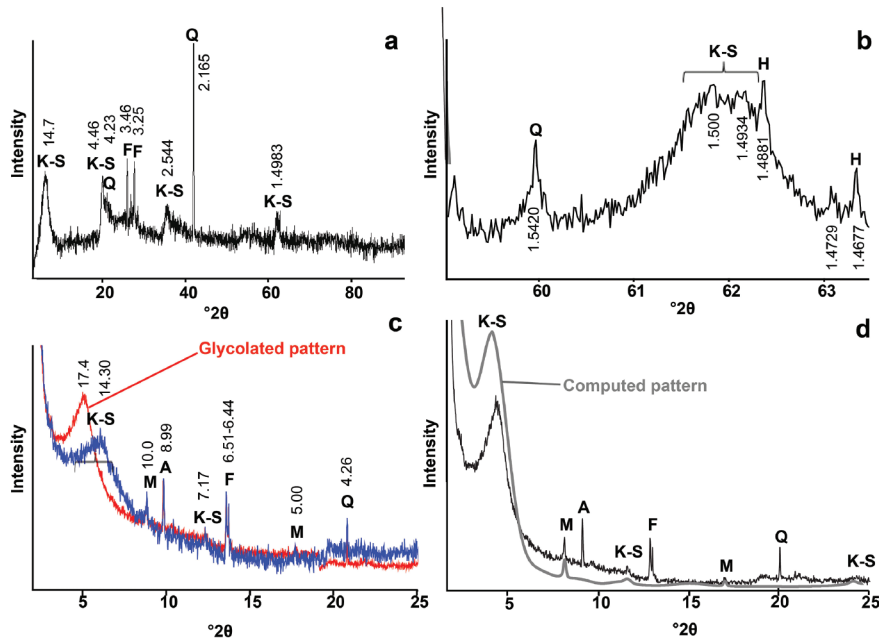 a
Intensity
K-S
14.7
K-S
4.46
Q
4.23
F
3.46
F
3.25
K-S
2.544
Q
2.165
K-S
1.4983
20 40 60 80
°2θ
b
Intensity
Q
1.5420
K-S
1.500
1.4934
H
1.4881
1.4729
H
1.4677
60 61 62 63
°2θ
c
Intensity
Glycolated pattern
17.4
14.30
K-S
M
10.0
A
8.99
K-S
7.17
F
6.51-6.44
M
5.00
Q
4.26
5 10 15 20 25
°2θ
d
Intensity
K-S
Computed pattern
M
A
K-S
F
M
Q
K-S
5 10 15 20 25
°2θ